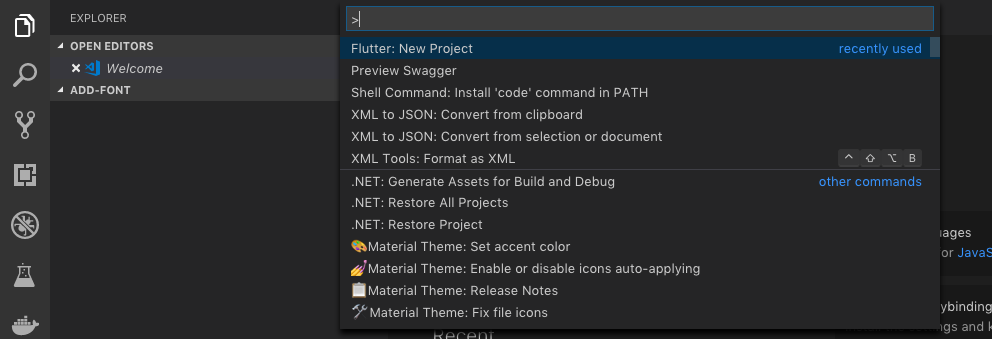 EXPLORER
OPEN EDITORS
Welcome
ADD-FONT
>
Flutter: New Project recently used
Preview Swagger
Shell Command: Install 'code' command in PATH
XML to JSON: Convert from clipboard
XML to JSON: Convert from selection or document
XML Tools: Format as XML ^ ⇧ ⌥ B
.NET: Generate Assets for Build and Debug other commands
.NET: Restore All Projects
.NET: Restore Project
🎨Material Theme: Set accent color
💅Material Theme: Enable or disable icons auto-applying
📋Material Theme: Release Notes
🛠Material Theme: Fix file icons
uages
or JavaS
ybinding
ngs and k
Recent